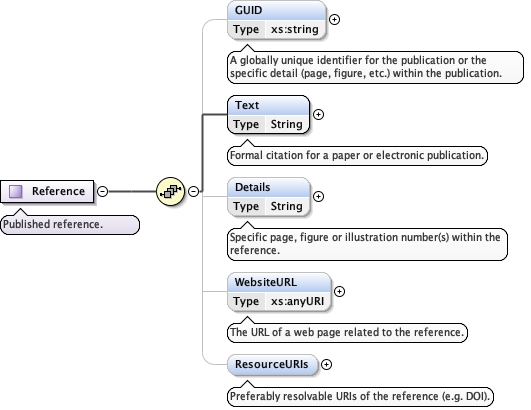 GUID
Type xs:string
A globally unique identifier for the publication or the
specific detail (page, figure, etc.) within the publication.
Text
Type String
Formal citation for a paper or electronic publication.
Reference
Published reference.
Details
Type String
Specific page, figure or illustration number(s) within the
reference.
WebsiteURL
Type xs:anyURI
The URL of a web page related to the reference.
ResourceURIs
Preferably resolvable URIs of the reference (e.g. DOI).